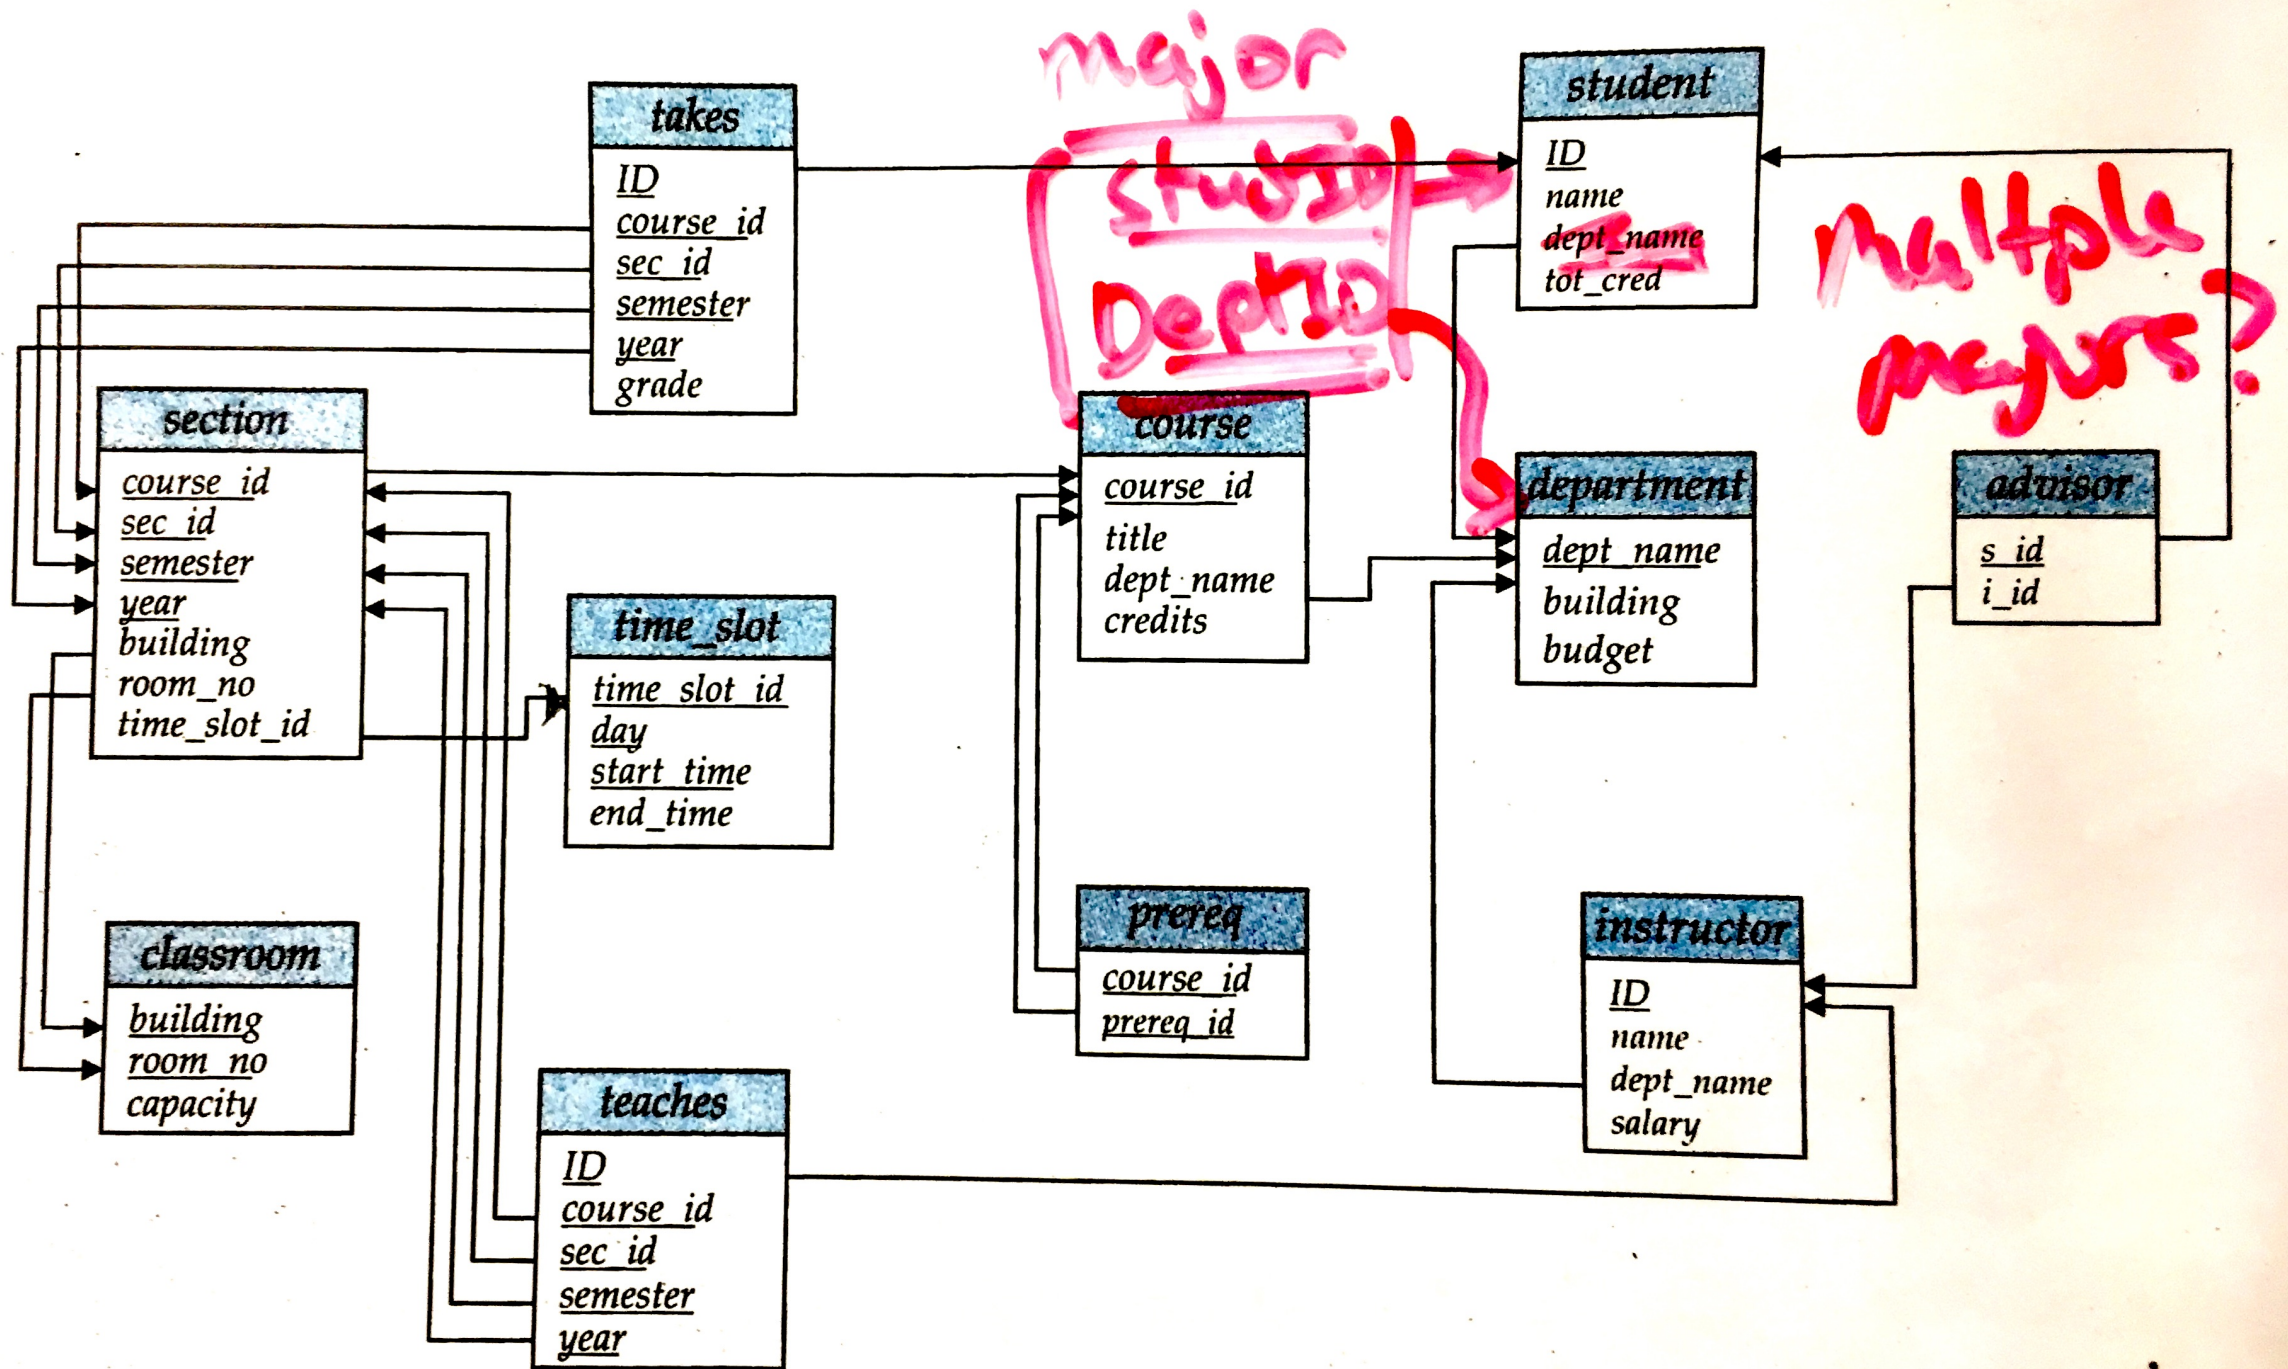 major
studID
DeptID
Maltple
majors?
takes
ID
course_id
sec_id
semester
year
grade
student
ID
name
dept_name
tot_cred
section
course_id
sec_id
semester
year
building
room_no
time_slot_id
time_slot
time_slot_id
day
start_time
end_time
course
course_id
title
dept_name
credits
department
dept_name
building
budget
advisor
s_id
i_id
classroom
building
room_no
capacity
prereq
course_id
prereq_id
instructor
ID
name
dept_name
salary
teaches
ID
course_id
sec_id
semester
year